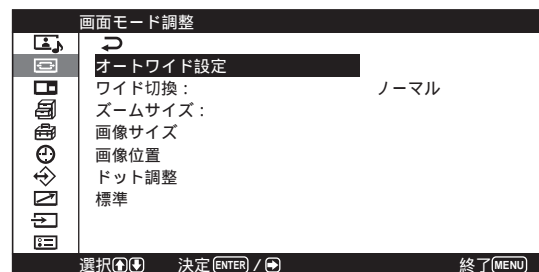 画面モード調整
オートワイド設定
ワイド切換： ノーマル
ズームサイズ：
画像サイズ
画像位置
ドット調整
標準
選択 決定 ENTER / 終了 MENU